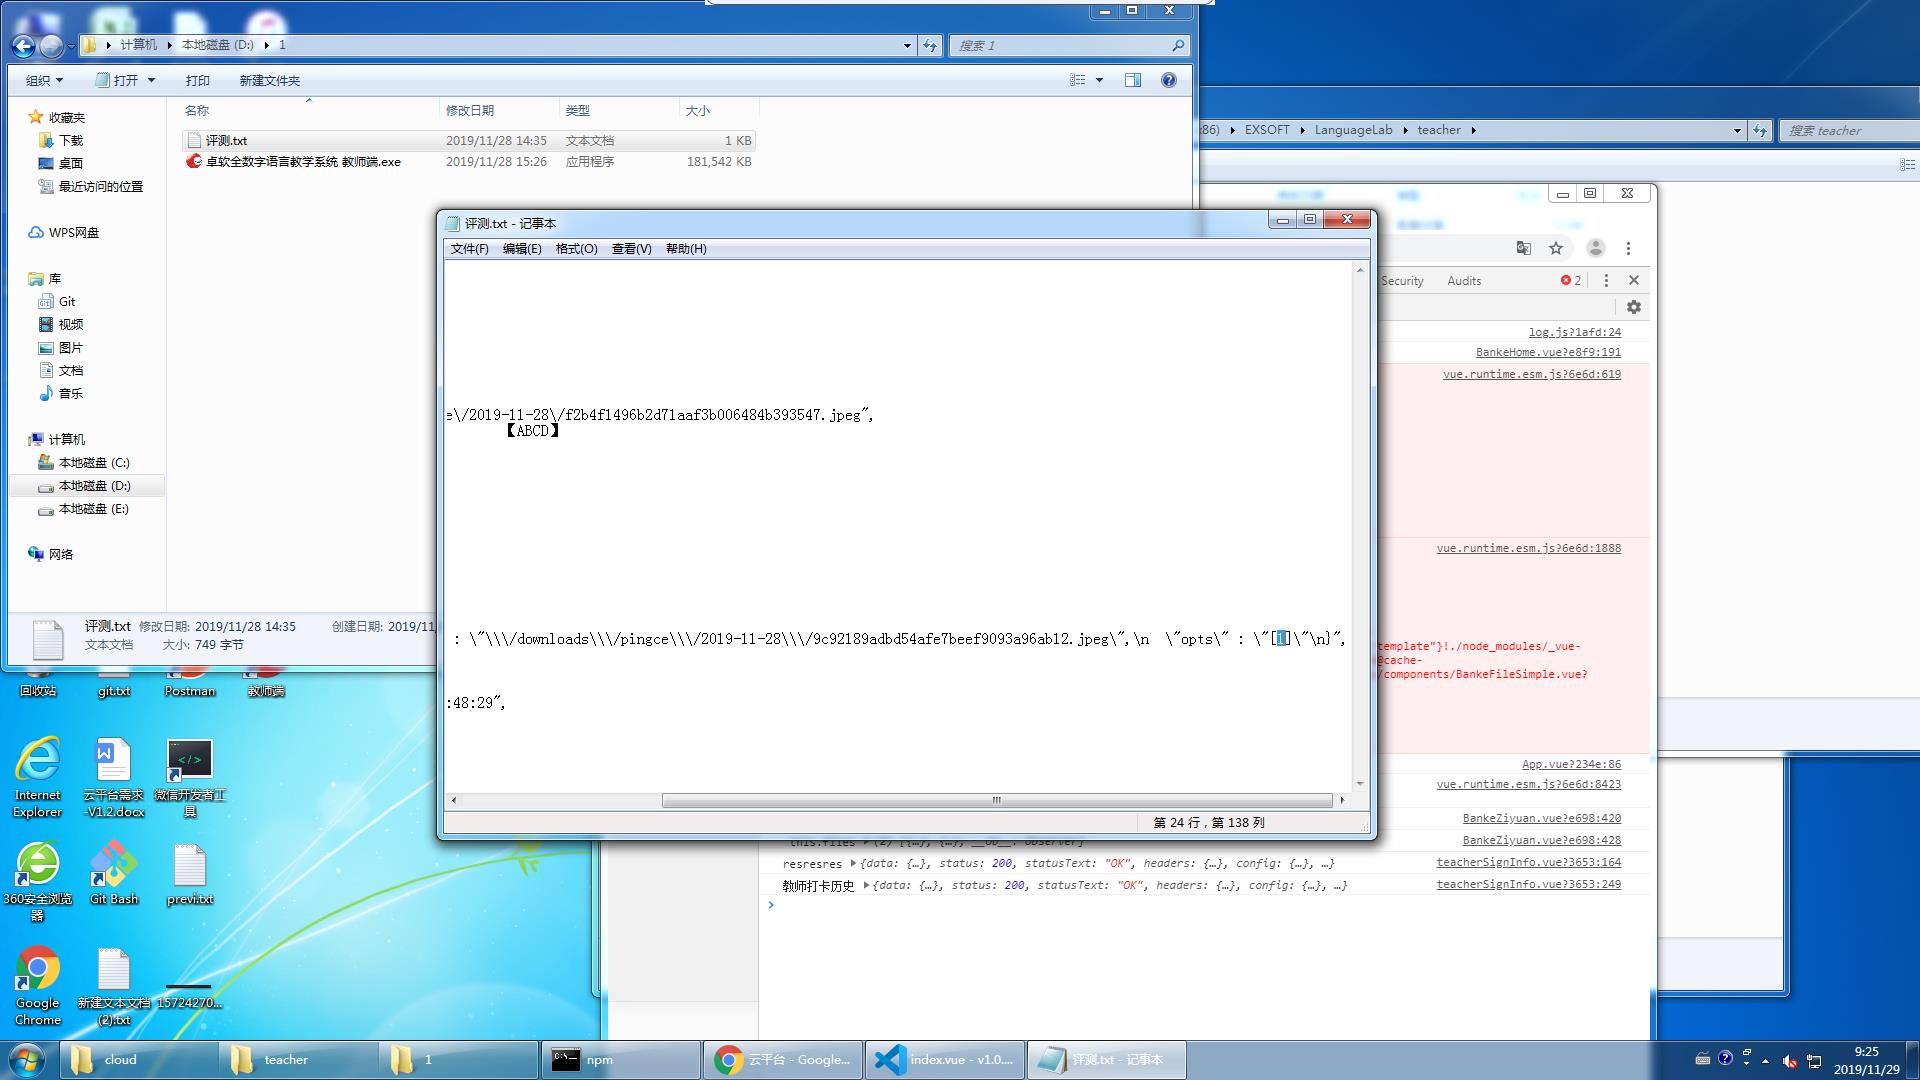 计算机 本地磁盘 (D:) 1
搜索 1
组织 打开 打印 新建文件夹
名称 修改日期 类型 大小
评测.txt 2019/11/28 14:35 文本文档 1 KB
卓软全数字语言教学系统 教师端.exe 2019/11/28 15:26 应用程序 181,542 KB
收藏夹
下载
桌面
最近访问的位置
WPS网盘
库
Git
视频
图片
文档
音乐
计算机
本地磁盘 (C:)
本地磁盘 (D:)
本地磁盘 (E:)
网络
评测.txt 修改日期: 2019/11/28 14:35 创建日期: 2019/11
文本文档 大小: 749 字节
x86) EXSOFT LanguageLab teacher
搜索 teacher
评测.txt - 记事本
文件(F) 编辑(E) 格式(O) 查看(V) 帮助(H)
e\/2019-11-28\/f2b4f1496b2d71aaf3b006484b393547.jpeg",
【ABCD】
: \"\\\/downloads\\\/pingce\\\/2019-11-28\\\/9c92189adbd54afe7beef9093a96ab12.jpeg\",\n  \"opts\" : \"[1]\"\n}",
:48:29",
第 24 行，第 138 列
Security Audits 2
log.js?1afd:24
BankeHome.vue?e8f9:191
vue.runtime.esm.js?6e6d:619
vue.runtime.esm.js?6e6d:1888
template"}!./node_modules/_vue-
@cache-
/components/BankeFileSimple.vue?
App.vue?234e:86
vue.runtime.esm.js?6e6d:8423
BankeZiyuan.vue?e698:420
this.files (2) [{…}, {…}, __ob__: Observer] BankeZiyuan.vue?e698:428
resresres {data: {…}, status: 200, statusText: "OK", headers: {…}, config: {…}, …} teacherSignInfo.vue?3653:164
教师打卡历史 {data: {…}, status: 200, statusText: "OK", headers: {…}, config: {…}, …} teacherSignInfo.vue?3653:249
回收站 git.txt Postman 教师端
Internet Explorer
云平台需求-V1.2.docx
微信开发者工具
360安全浏览器
Git Bash
previ.txt
Google Chrome
新建文本文档 (2).txt
15724270...
cloud teacher 1 npm 云平台 - Google... index.vue - v1.0.... 评测.txt - 记事本
9:25
2019/11/29